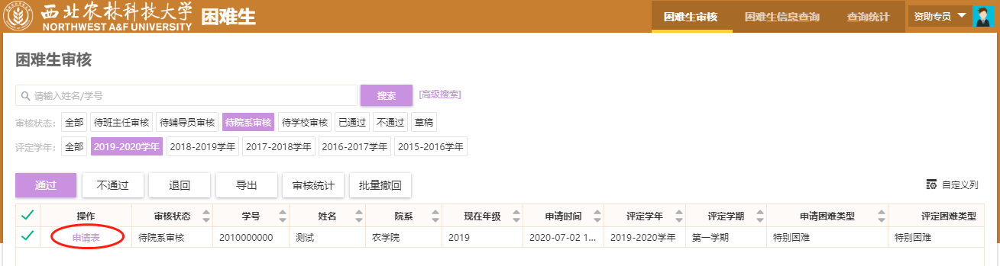 西北农林科技大学 困难生 困难生审核 困难生信息查询 查询统计 资助专员
NORTHWEST A&F UNIVERSITY
困难生审核
请输入姓名/学号 搜索 [高级搜索]
审核状态: 全部 待班主任审核 待辅导员审核 待院系审核 待学校审核 已通过 不通过 草稿
评定学年: 全部 2019-2020学年 2018-2019学年 2017-2018学年 2016-2017学年 2015-2016学年
通过 不通过 退回 导出 审核统计 批量撤回 自定义列
操作 审核状态 学号 姓名 院系 现在年级 申请时间 评定学年 评定学期 申请困难类型 评定困难类型
申请表 待院系审核 2010000000 测试 农学院 2019 2020-07-02 1... 2019-2020学年 第一学期 特别困难 特别困难